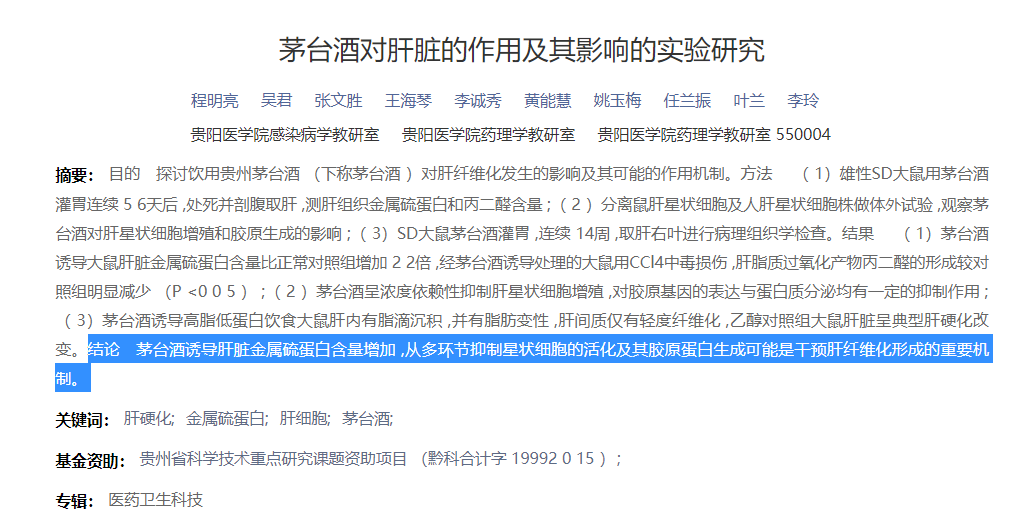 茅台酒对肝脏的作用及其影响的实验研究
程明亮 吴君 张文胜 王海琴 李诚秀 黄能慧 姚玉梅 任兰振 叶兰 李玲
贵阳医学院感染病学教研室 贵阳医学院药理学教研室 贵阳医学院药理学教研室 550004
摘要： 目的 探讨饮用贵州茅台酒 （下称茅台酒 ）对肝纤维化发生的影响及其可能的作用机制。方法 （ 1）雄性SD大鼠用茅台酒
灌胃连续 5 6天后 ,处死并剖腹取肝 ,测肝组织金属硫蛋白和丙二醛含量 ;（ 2 ）分离鼠肝星状细胞及人肝星状细胞株做体外试验 ,观察茅
台酒对肝星状细胞增殖和胶原生成的影响 ;（ 3）SD大鼠茅台酒灌胃 ,连续 14周 ,取肝右叶进行病理组织学检查。结果 （ 1）茅台酒
诱导大鼠肝脏金属硫蛋白含量比正常对照组增加 2 2倍 ,经茅台酒诱导处理的大鼠用CCl4中毒损伤 ,肝脂质过氧化产物丙二醛的形成较对
照组明显减少 （P <0 0 5 ）;（ 2 ）茅台酒呈浓度依赖性抑制肝星状细胞增殖 ,对胶原基因的表达与蛋白质分泌均有一定的抑制作用 ;
（ 3）茅台酒诱导高脂低蛋白饮食大鼠肝内有脂滴沉积 ,并有脂肪变性 ,肝间质仅有轻度纤维化 ,乙醇对照组大鼠肝脏呈典型肝硬化改
变。结论 茅台酒诱导肝脏金属硫蛋白含量增加 ,从多环节抑制星状细胞的活化及其胶原蛋白生成可能是干预肝纤维化形成的重要机
制。
关键词： 肝硬化; 金属硫蛋白; 肝细胞; 茅台酒;
基金资助： 贵州省科学技术重点研究课题资助项目 （黔科合计字 19992 0 15 ）;
专辑： 医药卫生科技